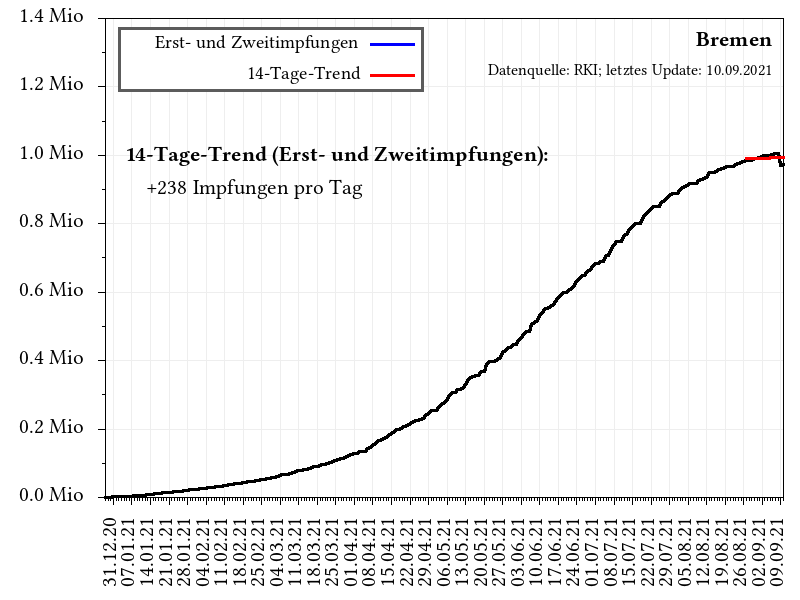 1.4 Mio
1.2 Mio
1.0 Mio
0.8 Mio
0.6 Mio
0.4 Mio
0.2 Mio
0.0 Mio
Erst- und Zweitimpfungen
14-Tage-Trend
Bremen
Datenquelle: RKI; letztes Update: 10.09.2021
14-Tage-Trend (Erst- und Zweitimpfungen):
+238 Impfungen pro Tag
31.12.20
07.01.21
14.01.21
21.01.21
28.01.21
04.02.21
11.02.21
18.02.21
25.02.21
04.03.21
11.03.21
18.03.21
25.03.21
01.04.21
08.04.21
15.04.21
22.04.21
29.04.21
06.05.21
13.05.21
20.05.21
27.05.21
03.06.21
10.06.21
17.06.21
24.06.21
01.07.21
08.07.21
15.07.21
22.07.21
29.07.21
05.08.21
12.08.21
19.08.21
26.08.21
02.09.21
09.09.21